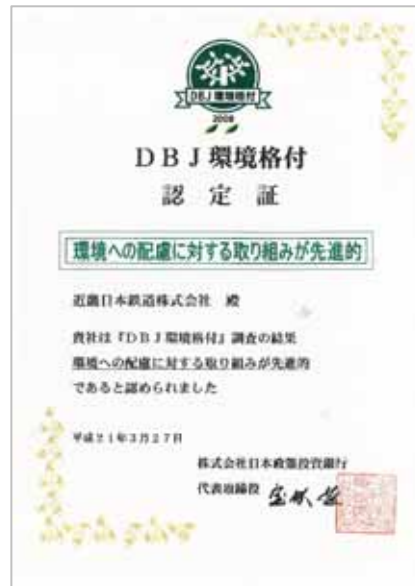 DBJ環境格付
2008
DBJ環境格付
認定証
環境への配慮に対する取り組みが先進的
近畿日本鉄道株式会社 殿
貴社は『DBJ環境格付』調査の結果
環境への配慮に対する取り組みが先進的
であると認められました
平成21年3月27日
株式会社日本政策投資銀行
代表取締役